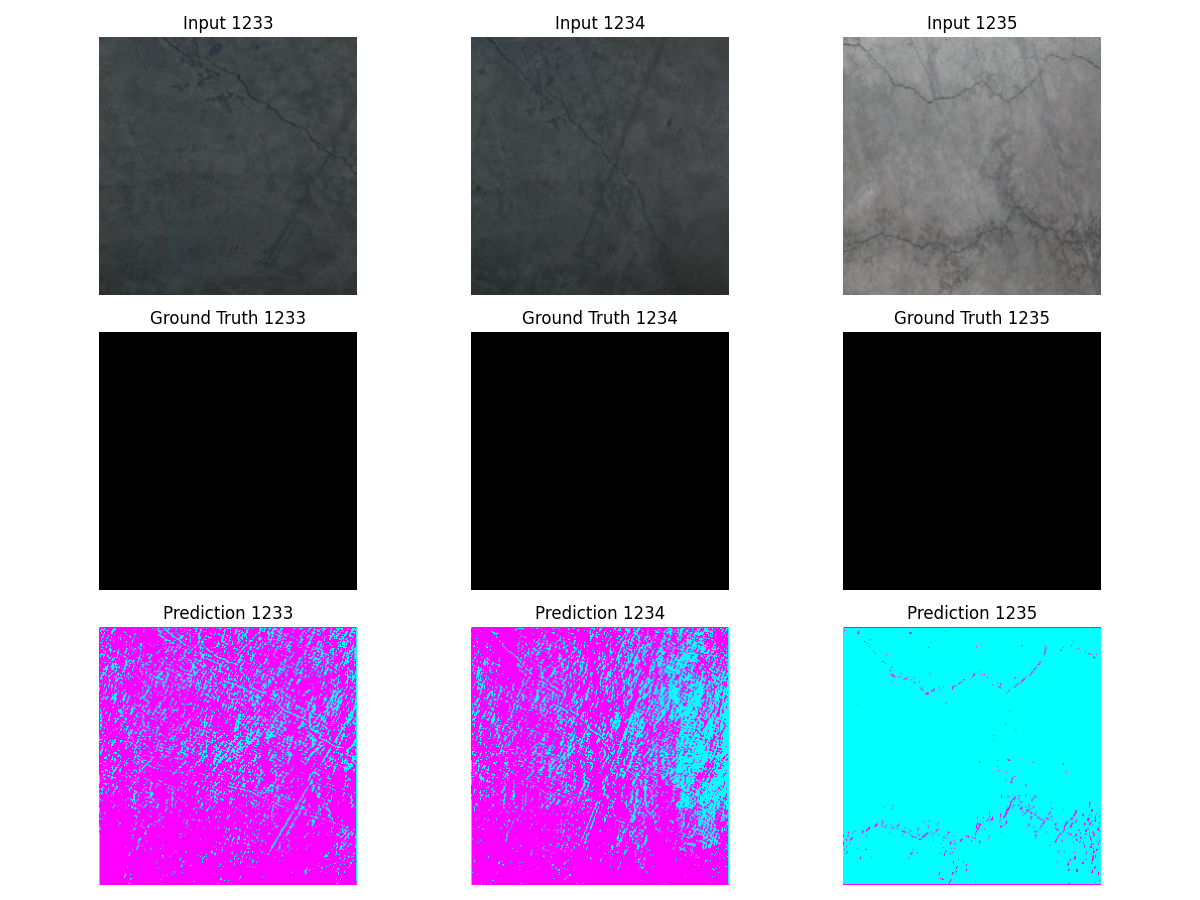 Input 1233
Input 1234
Input 1235
Ground Truth 1233
Ground Truth 1234
Ground Truth 1235
Prediction 1233
Prediction 1234
Prediction 1235